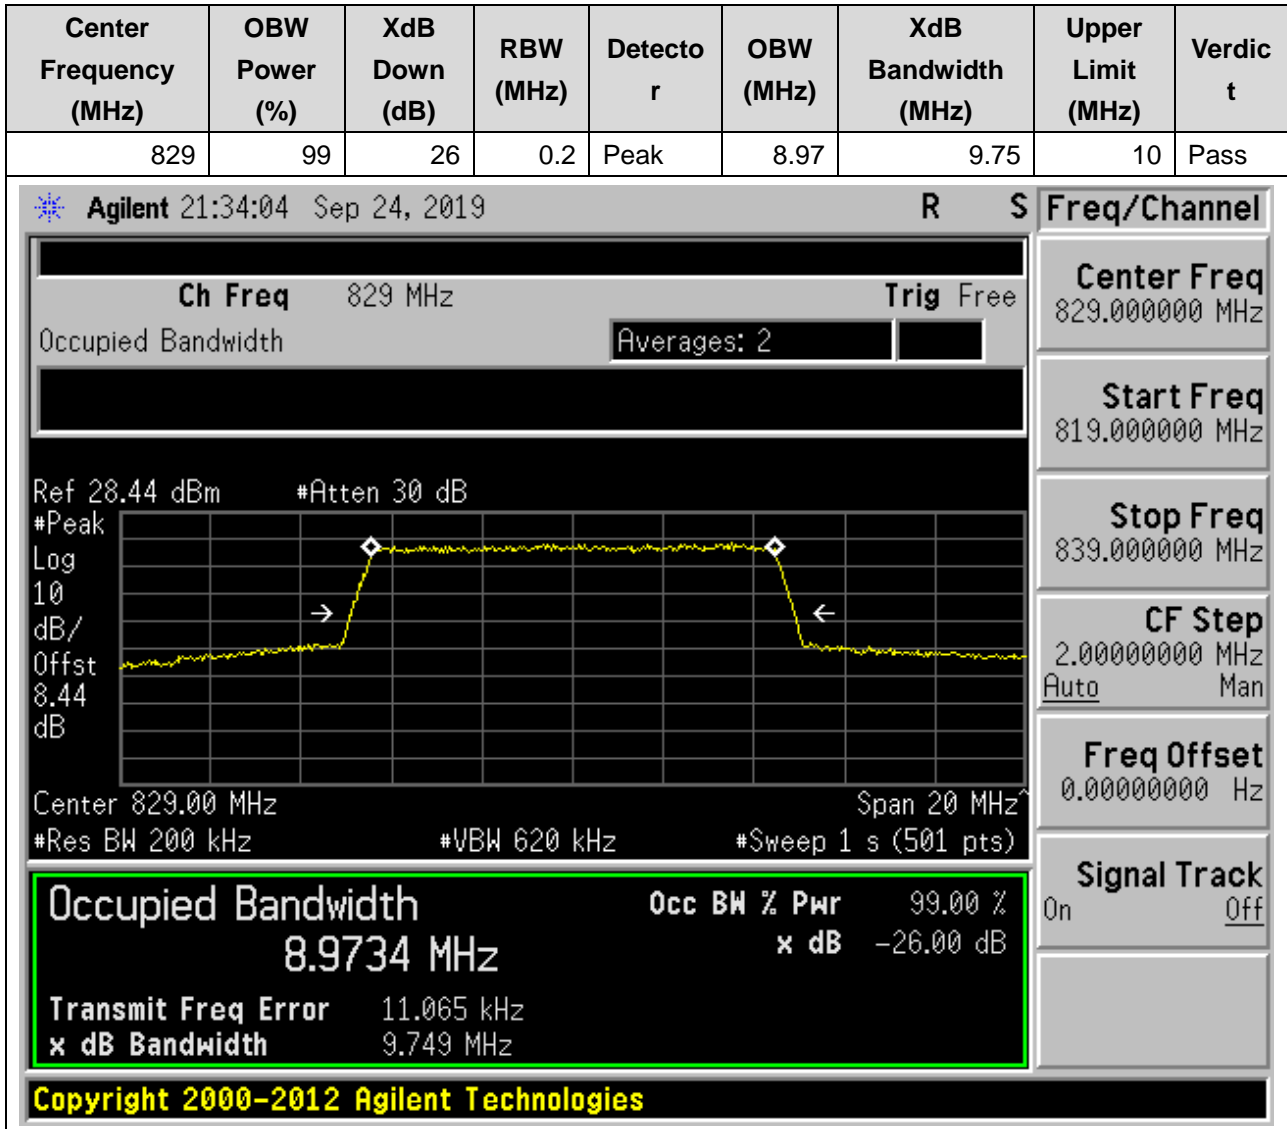 Center Frequency (MHz) OBW Power (%) XdB Down (dB) RBW (MHz) Detector OBW (MHz) XdB Bandwidth (MHz) Upper Limit (MHz) Verdict
829 99 26 0.2 Peak 8.97 9.75 10 Pass
Agilent 21:34:04 Sep 24, 2019 R S
Ch Freq 829 MHz Trig Free
Occupied Bandwidth Averages: 2
Ref 28.44 dBm #Atten 30 dB
#Peak
Log
10
dB/
Offst
8.44
dB
Center 829.00 MHz Span 20 MHz^
#Res BW 200 kHz #VBW 620 kHz #Sweep 1 s (501 pts)
Occupied Bandwidth Occ BW % Pwr 99.00 %
8.9734 MHz x dB -26.00 dB
Transmit Freq Error 11.065 kHz
x dB Bandwidth 9.749 MHz
Copyright 2000-2012 Agilent Technologies
Freq/Channel
Center Freq
829.000000 MHz
Start Freq
819.000000 MHz
Stop Freq
839.000000 MHz
CF Step
2.00000000 MHz
Auto Man
Freq Offset
0.00000000 Hz
Signal Track
On Off